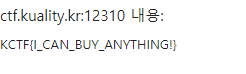 ctf.kuality.kr:12310 내용:
KCTF{I_CAN_BUY_ANYTHING!}